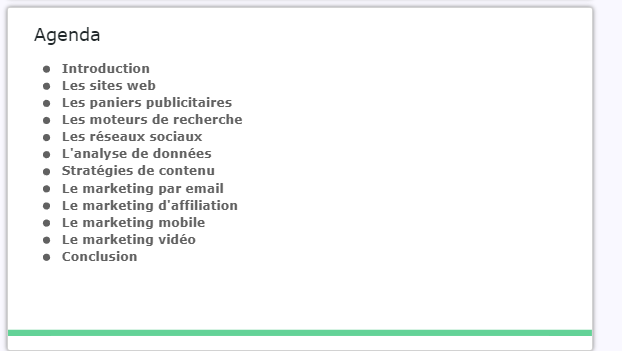 Agenda
Introduction
Les sites web
Les paniers publicitaires
Les moteurs de recherche
Les réseaux sociaux
L'analyse de données
Stratégies de contenu
Le marketing par email
Le marketing d'affiliation
Le marketing mobile
Le marketing vidéo
Conclusion